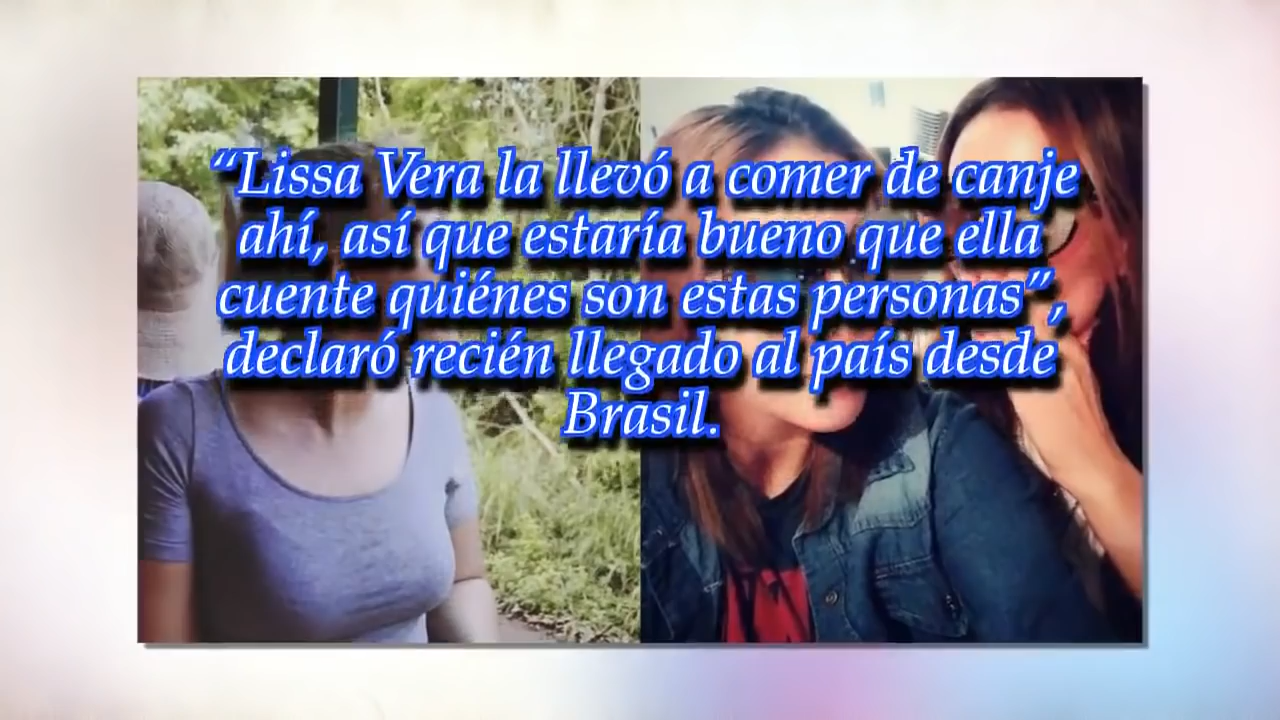 “Lissa Vera la llevó a comer de canje
ahí, así que estaría bueno que ella
cuente quiénes son estas personas”,
declaró recién llegado al país desde
Brasil.